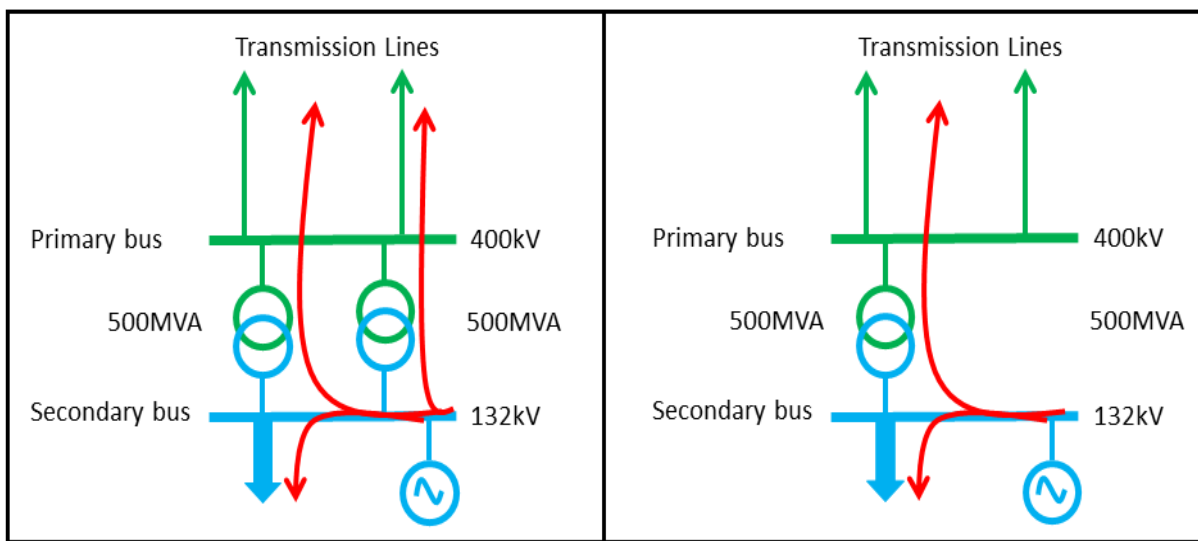 Transmission Lines
Primary bus
400kV
500MVA
500MVA
Secondary bus
132kV
Transmission Lines
Primary bus
400kV
500MVA
500MVA
Secondary bus
132kV